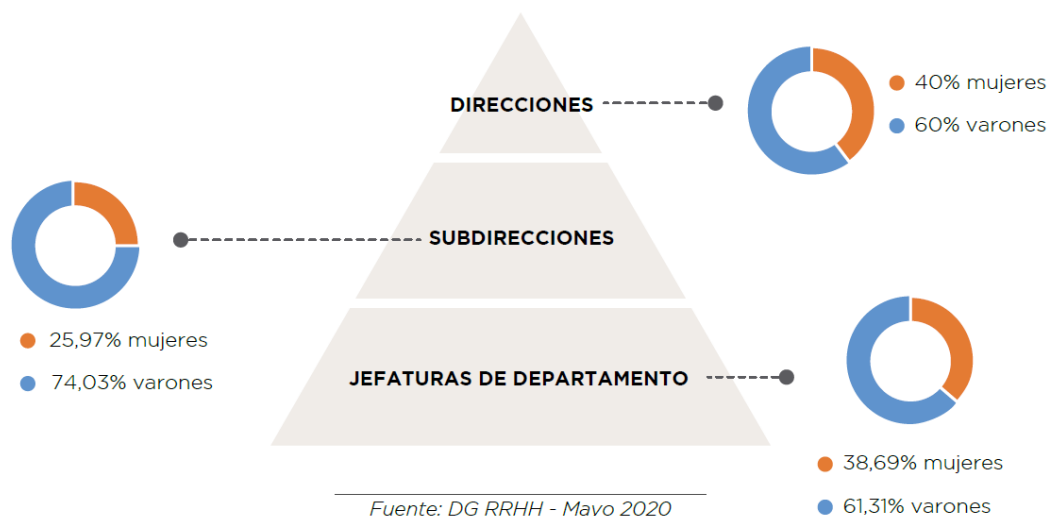 DIRECCIONES
40% mujeres
60% varones
SUBDIRECCIONES
25,97% mujeres
74,03% varones
JEFATURAS DE DEPARTAMENTO
38,69% mujeres
61,31% varones
Fuente: DG RRHH - Mayo 2020